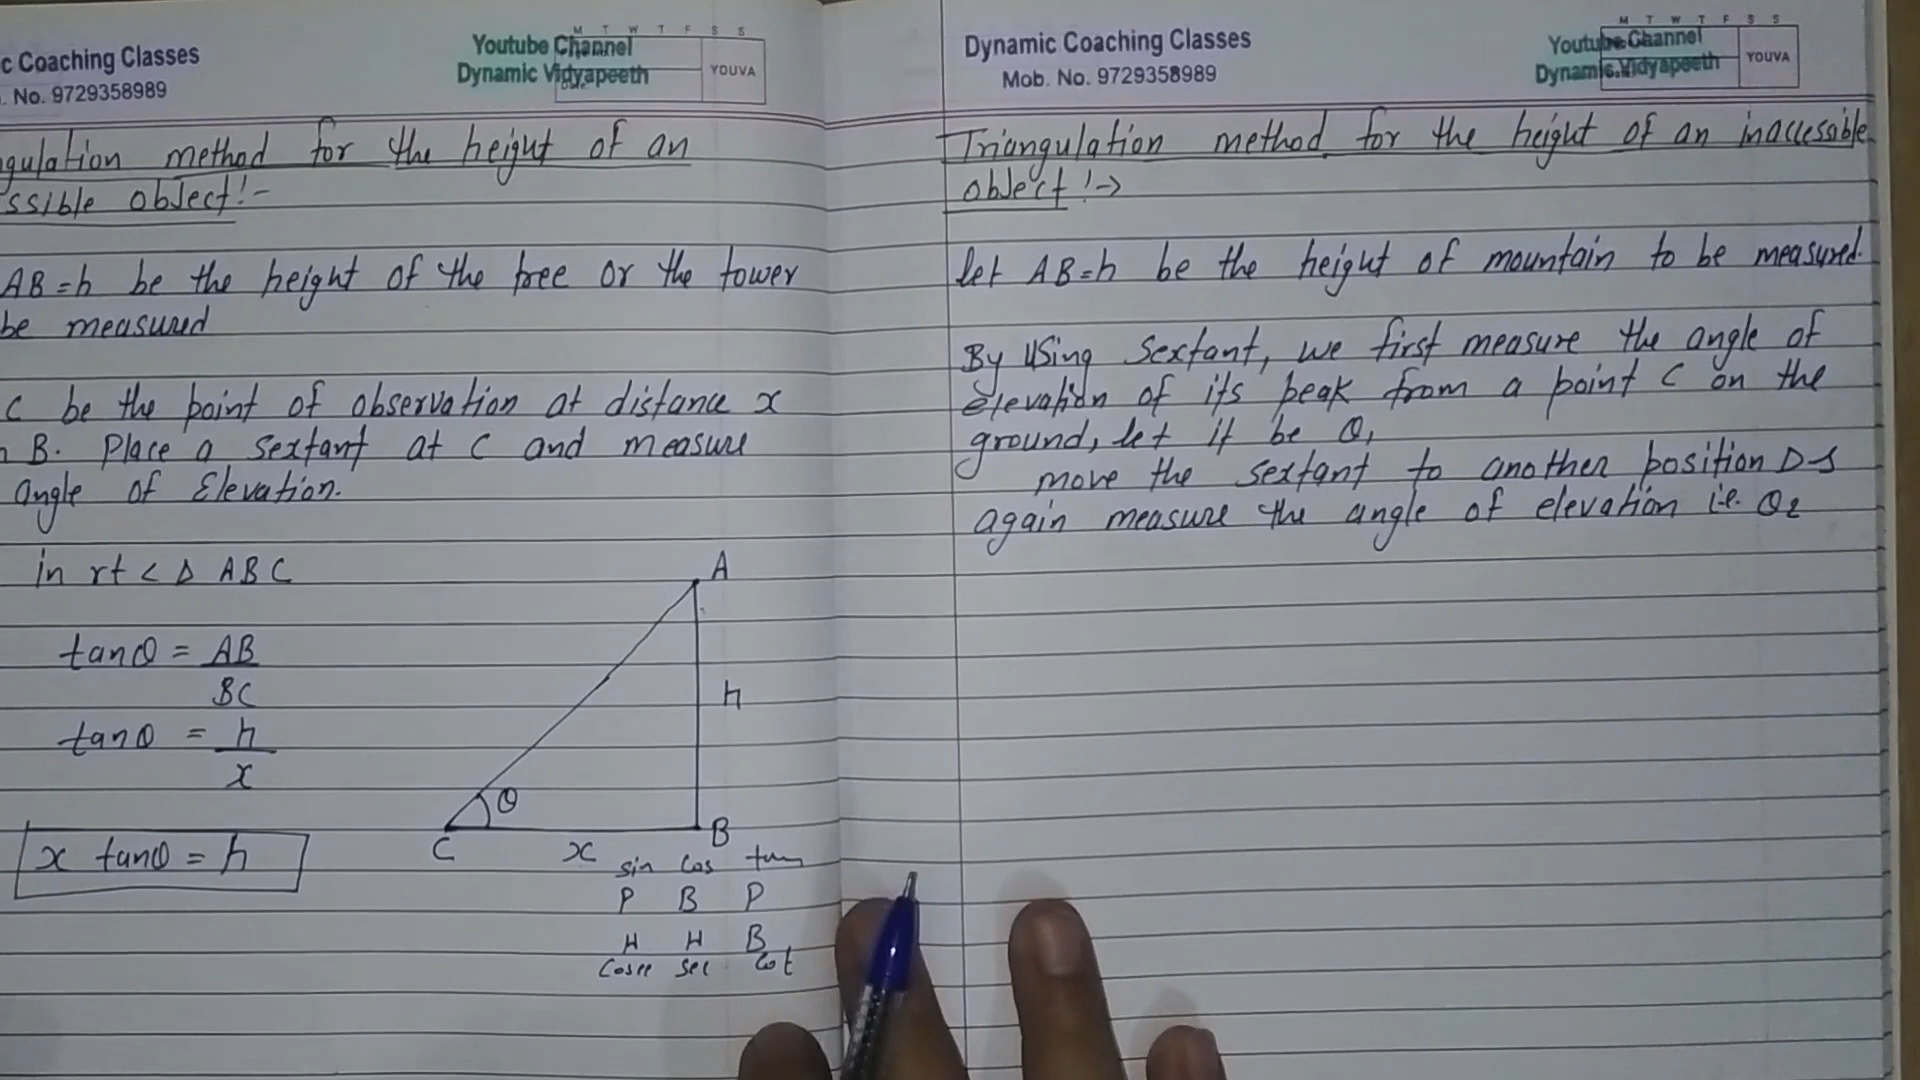 c Coaching Classes
. No. 9729358989
Youtube Channel
Dynamic Vidyapeeth
M T W T F S S
YOUVA
gulation method for the height of an
ssible object!-
AB=h be the height of the tree or the tower
be measured
C be the point of observation at distance x
B. Place a sextant at C and measure
angle of Elevation.
in rt < Δ ABC
tanθ = AB
BC
tanθ = h
x
x tanθ = h
A
h
θ
C x B
sin cos tan
P B P
H H B
Cosec sec cot
Dynamic Coaching Classes
Mob. No. 9729358989
Youtube Channel
Dynamic Vidyapeeth
M T W T F S S
YOUVA
Triangulation method for the height of an inaccessable
object!→
let AB=h be the height of mountain to be measured.
By using Sextant, we first measure the angle of
elevation of its peak from a point C on the
ground, let it be θ1
move the sextant to another position D &
again measure the angle of elevation i.e. θ2